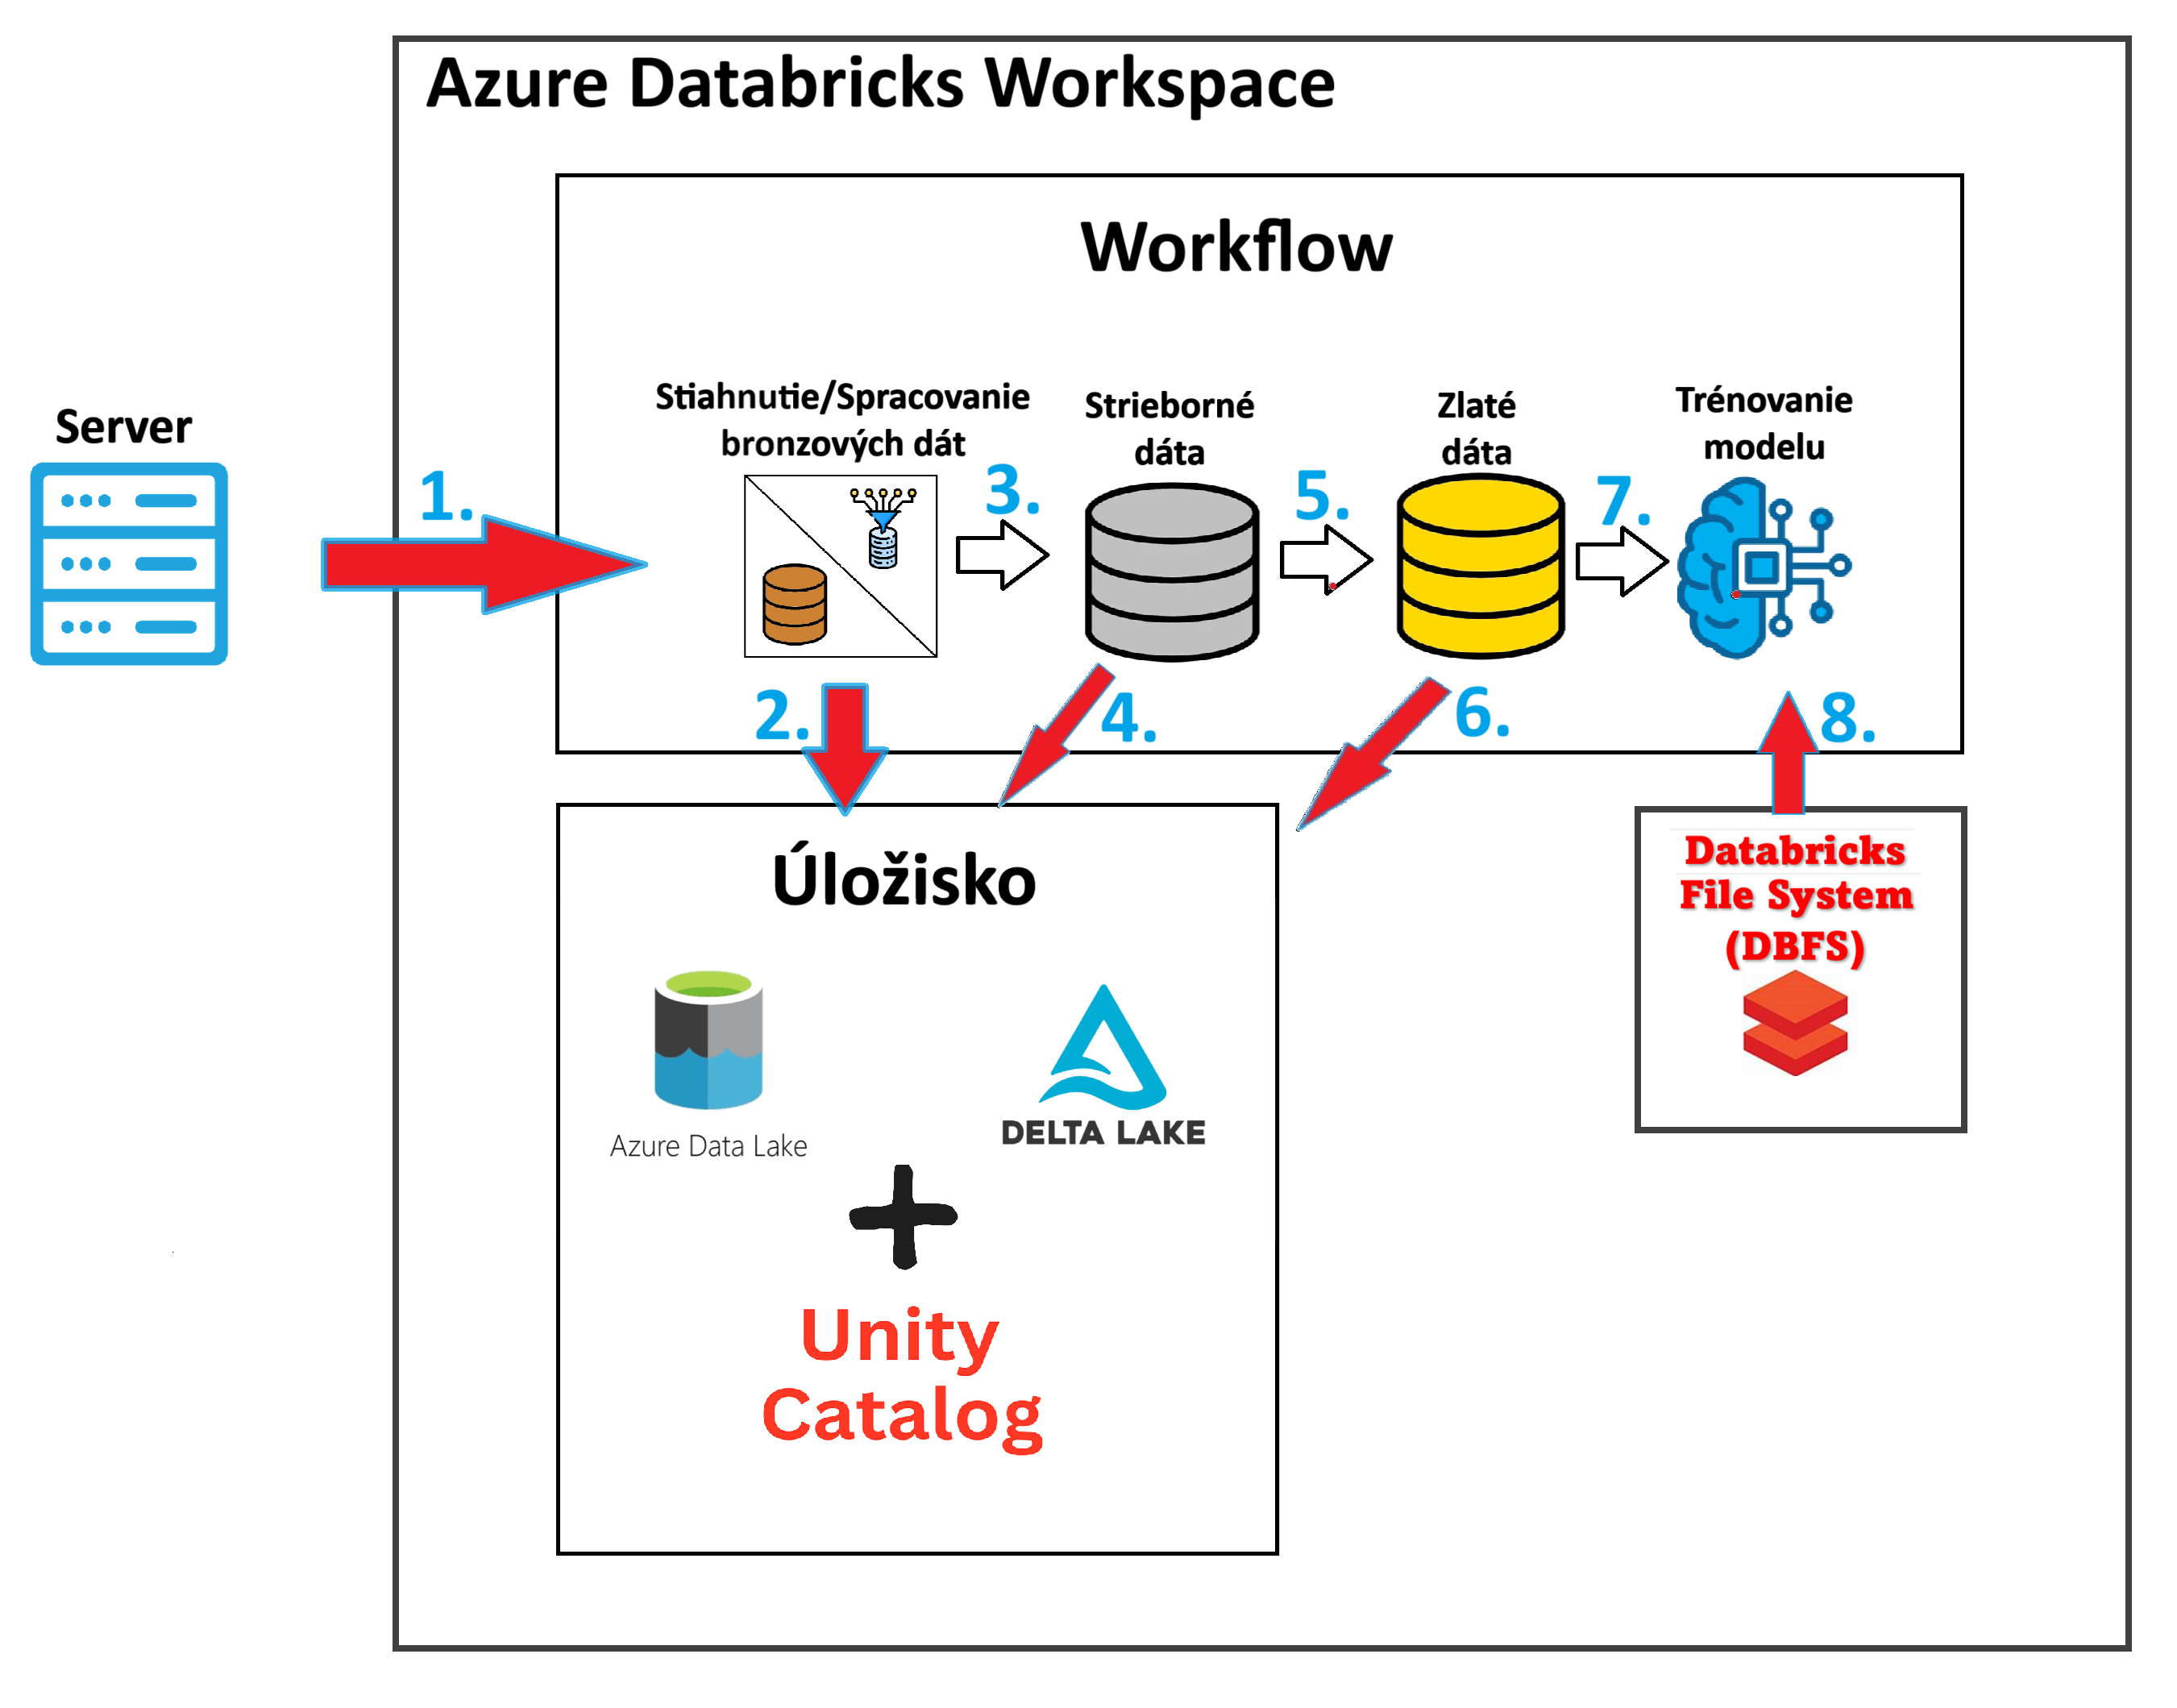 Azure Databricks Workspace
Workflow
Server
Stiahnutie/Spracovanie
bronzových dát
Strieborné
dáta
Zlaté
dáta
Trénovanie
modelu
1.
3.
5.
7.
2.
4.
6.
8.
Úložisko
Azure Data Lake
DELTA LAKE
Unity
Catalog
Databricks
File System
(DBFS)